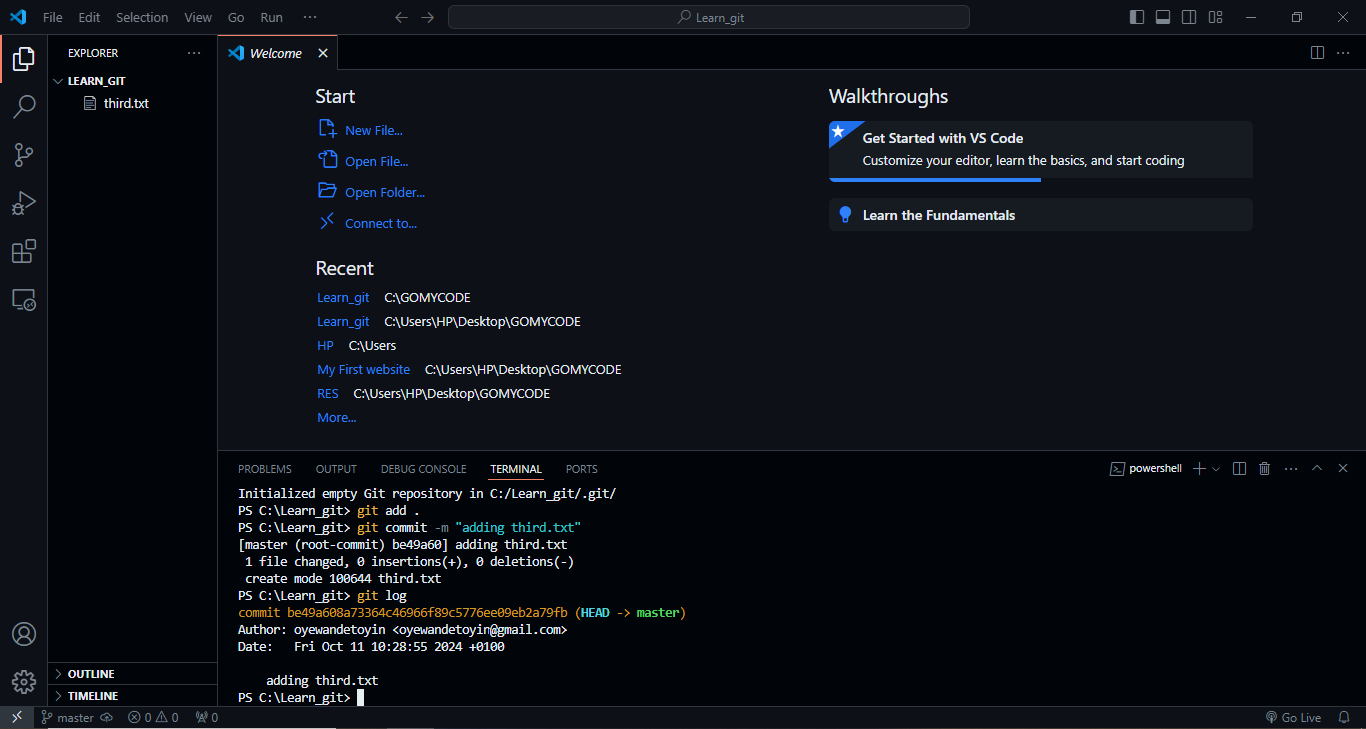 File Edit Selection View Go Run ··· Learn_git
EXPLORER ···
LEARN_GIT
third.txt
OUTLINE
TIMELINE
Welcome
Start
New File...
Open File...
Open Folder...
Connect to...
Recent
Learn_git C:\GOMYCODE
Learn_git C:\Users\HP\Desktop\GOMYCODE
HP C:\Users
My First website C:\Users\HP\Desktop\GOMYCODE
RES C:\Users\HP\Desktop\GOMYCODE
More...
Walkthroughs
Get Started with VS Code
Customize your editor, learn the basics, and start coding
Learn the Fundamentals
PROBLEMS OUTPUT DEBUG CONSOLE TERMINAL PORTS powershell
Initialized empty Git repository in C:/Learn_git/.git/
PS C:\Learn_git> git add .
PS C:\Learn_git> git commit -m "adding third.txt"
[master (root-commit) be49a60] adding third.txt
 1 file changed, 0 insertions(+), 0 deletions(-)
 create mode 100644 third.txt
PS C:\Learn_git> git log
commit be49a608a73364c46966f89c5776ee09eb2a79fb (HEAD -> master)
Author: oyewandetoyin <oyewandetoyin@gmail.com>
Date:   Fri Oct 11 10:28:55 2024 +0100
    adding third.txt
PS C:\Learn_git>
master 0 0 0 Go Live